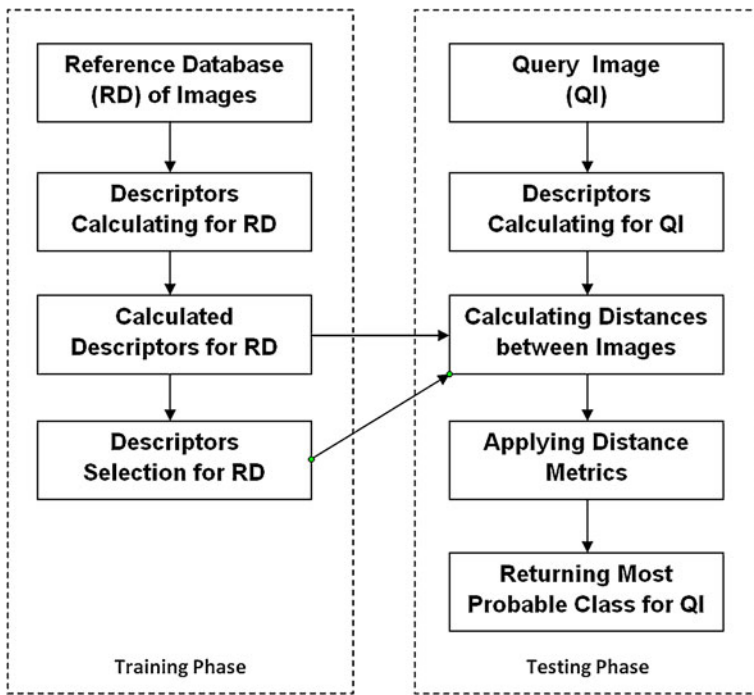 Reference Database
(RD) of Images
Descriptors
Calculating for RD
Calculated
Descriptors for RD
Descriptors
Selection for RD
Training Phase
Query Image
(QI)
Descriptors
Calculating for QI
Calculating Distances
between Images
Applying Distance
Metrics
Returning Most
Probable Class for QI
Testing Phase